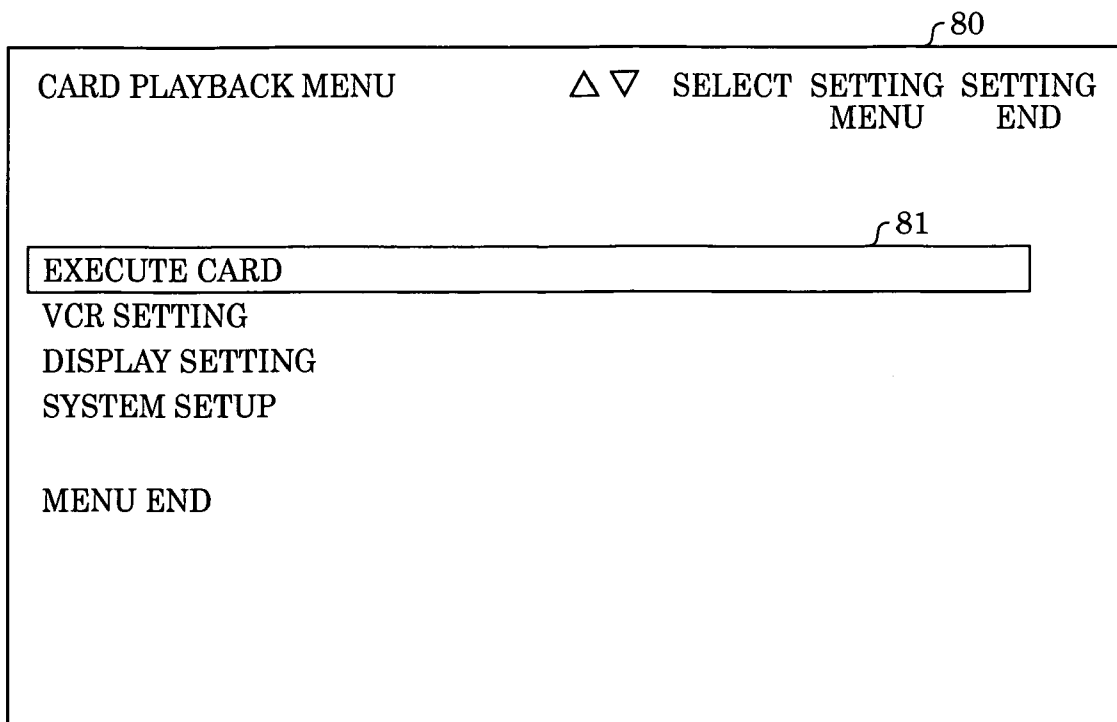 80
CARD PLAYBACK MENU △ ▽ SELECT SETTING SETTING
MENU END
81
EXECUTE CARD
VCR SETTING
DISPLAY SETTING
SYSTEM SETUP
MENU END